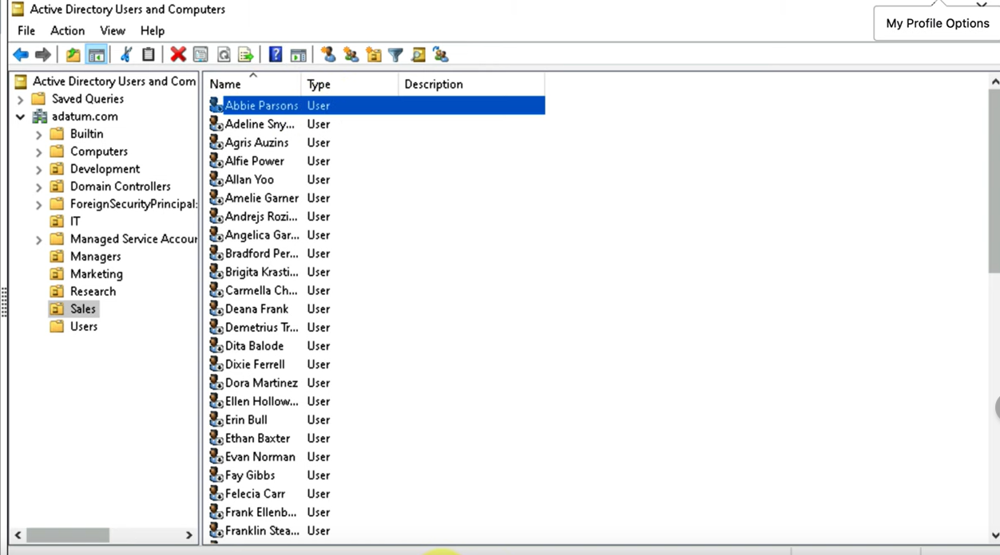 Active Directory Users and Computers
My Profile Options
File Action View Help
Active Directory Users and Com
Saved Queries
adatum.com
Builtin
Computers
Development
Domain Controllers
ForeignSecurityPrincipal:
IT
Managed Service Accour
Managers
Marketing
Research
Sales
Users
Name Type Description
Abbie Parsons User
Adeline Sny... User
Agris Auzins User
Alfie Power User
Allan Yoo User
Amelie Garner User
Andrejs Rozi... User
Angelica Gar... User
Bradford Per... User
Brigita Krasti... User
Carmella Ch... User
Deana Frank User
Demetrius Tr... User
Dita Balode User
Dixie Ferrell User
Dora Martinez User
Ellen Hollow... User
Erin Bull User
Ethan Baxter User
Evan Norman User
Fay Gibbs User
Felecia Carr User
Frank Ellenb... User
Franklin Stea... User